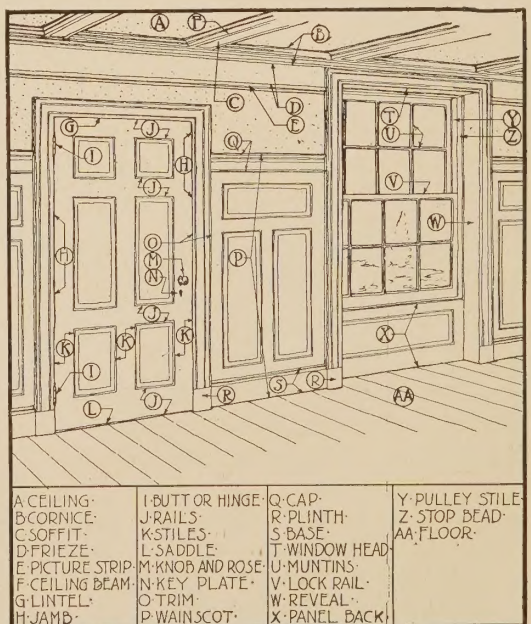 A
F
B
C
D
E
G
J
T
U
Y
Z
I
H
Q
J
V
W
H
O
M
N
P
J
K
K
K
X
I
S
R
R
L
J
AA
A·CEILING·
B·CORNICE·
C·SOFFIT·
D·FRIEZE·
E·PICTURE STRIP·
F·CEILING BEAM·
G·LINTEL·
H·JAMB·
I·BUTT OR HINGE·
J·RAILS·
K·STILES·
L·SADDLE·
M·KNOB AND ROSE·
N·KEY PLATE·
O·TRIM·
P·WAINSCOT·
Q·CAP·
R·PLINTH·
S·BASE·
T·WINDOW HEAD·
U·MUNTINS·
V·LOCK RAIL·
W·REVEAL·
X·PANEL BACK·
Y·PULLEY STILE·
Z·STOP BEAD·
AA·FLOOR·